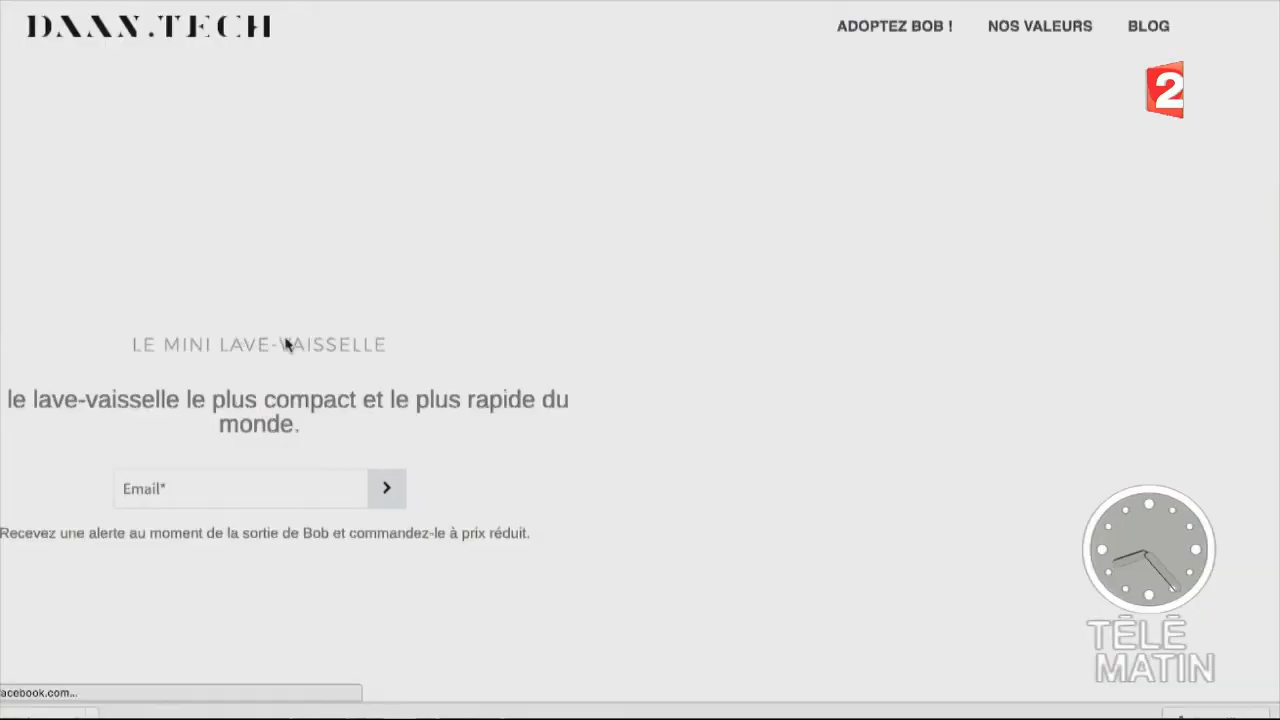 DAAN.TECH
ADOPTEZ BOB !
NOS VALEURS
BLOG
2
LE MINI LAVE-VAISSELLE
le lave-vaisselle le plus compact et le plus rapide du
monde.
Email*
Recevez une alerte au moment de la sortie de Bob et commandez-le à prix réduit.
TÉLÉ
MATIN
acebook.com...